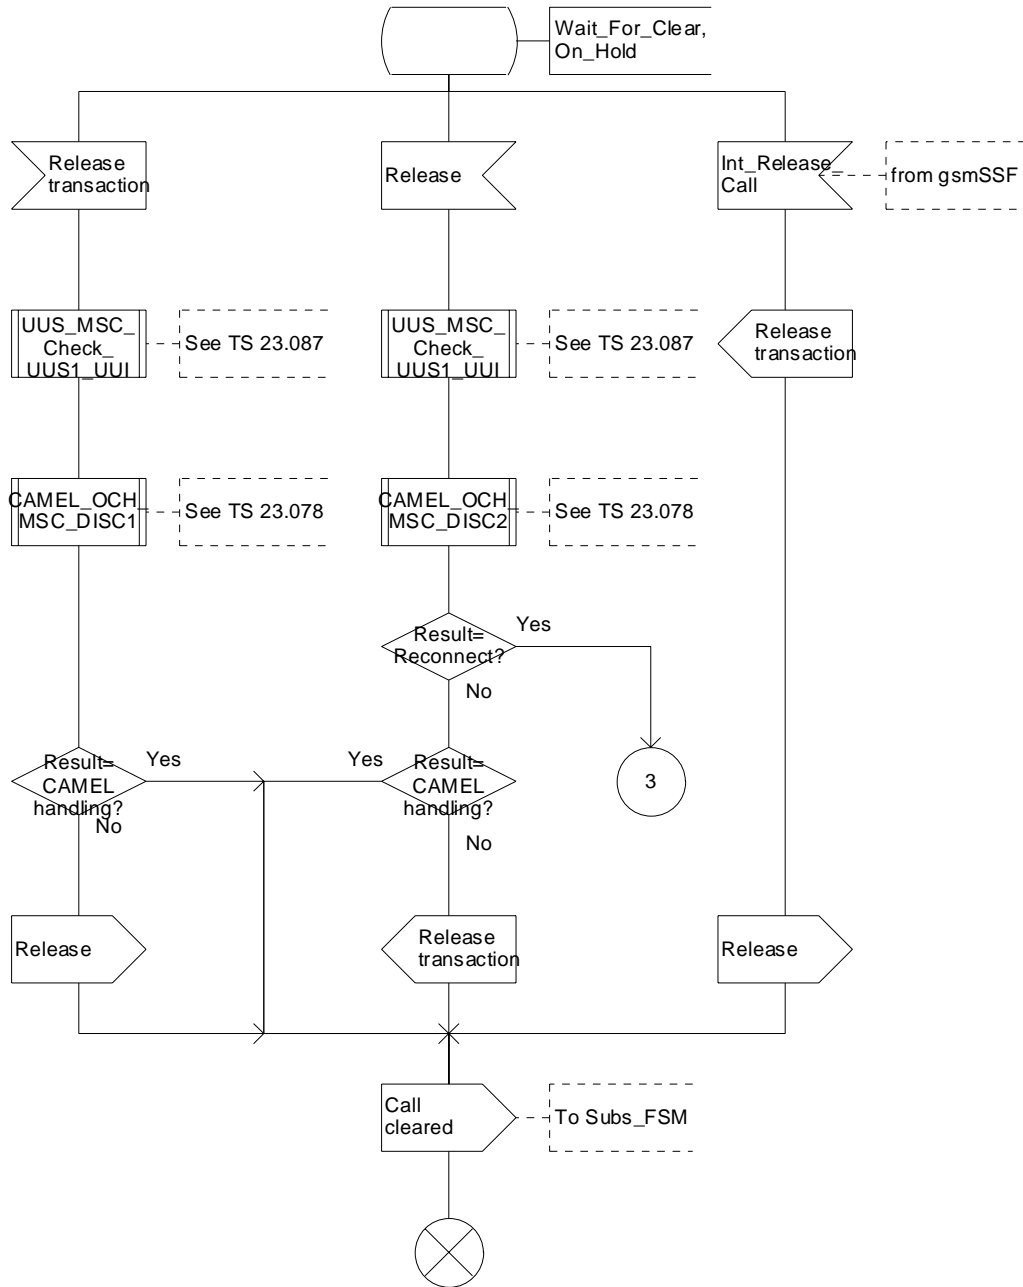 Wait_For_Clear,
On_Hold
Release
transaction
Release
Int_Release_
Call
from gsmSSF
UUS_MSC_
Check_
UUS1_UUI
See TS 23.087
UUS_MSC_
Check_
UUS1_UUI
See TS 23.087
Release
transaction
CAMEL_OCH_
MSC_DISC1
See TS 23.078
CAMEL_OCH_
MSC_DISC2
See TS 23.078
Result=
Reconnect?
Yes
No
Result=
CAMEL
handling?
Yes
No
Yes
Result=
CAMEL
handling?
No
3
Release
Release
transaction
Release
Call
cleared
To Subs_FSM